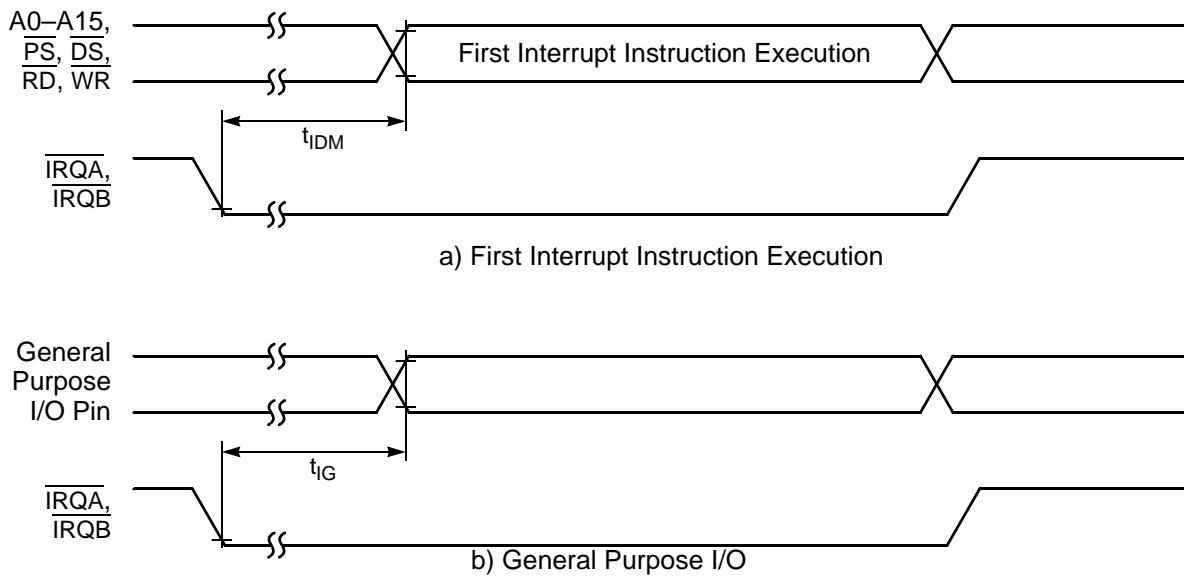 A0–A15,
PS, DS,
RD, WR
First Interrupt Instruction Execution
tIDM
IRQA,
IRQB
a) First Interrupt Instruction Execution
General
Purpose
I/O Pin
tIG
IRQA,
IRQB
b) General Purpose I/O